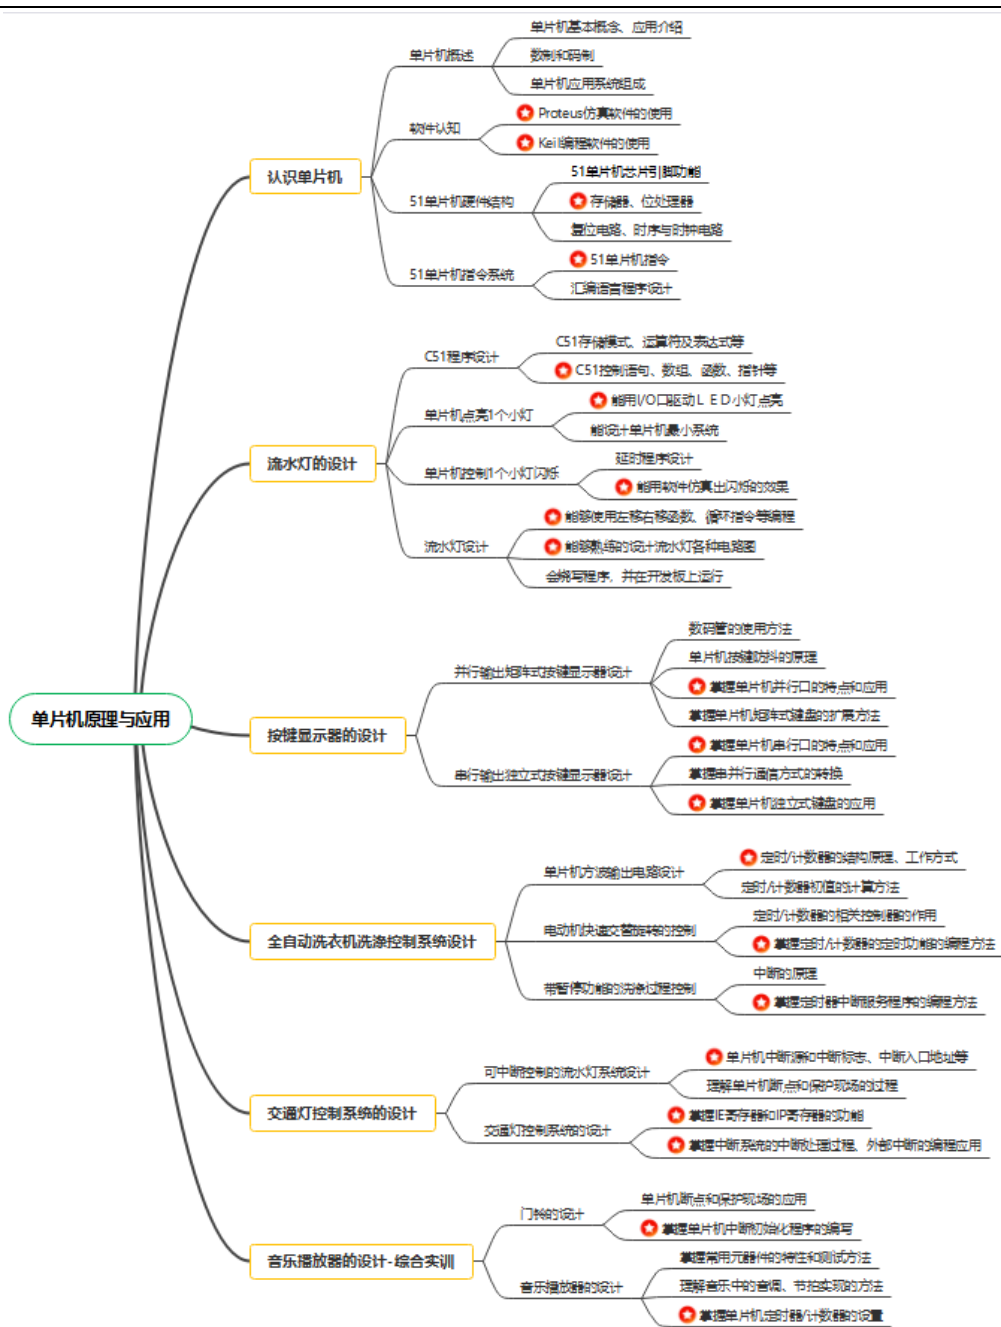 单片机基本概念、应用介绍
单片机概述
数制和码制
单片机应用系统组成
Proteus仿真软件的使用
软件认知
Keil编程软件的使用
认识单片机
51单片机芯片引脚功能
51单片机硬件结构
存储器、位处理器
复位电路、时序与时钟电路
51单片机指令
51单片机指令系统
汇编语言程序设计
C51存储模式、运算符及表达式等
C51程序设计
C51控制语句、数组、函数、指针等
能用I/O口驱动ＬＥＤ小灯点亮
单片机点亮1个小灯
能设计单片机最小系统
流水灯的设计
延时程序设计
单片机控制1个小灯闪烁
能用软件仿真出闪烁的效果
能够使用左移右移函数、循环指令等编程
流水灯设计
能够熟练的设计流水灯各种电路图
会烧写程序，并在开发板上运行
数码管的使用方法
单片机按键防抖的原理
并行输出矩阵式按键显示器设计
掌握单片机并行口的特点和应用
掌握单片机矩阵式键盘的扩展方法
单片机原理与应用
按键显示器的设计
掌握单片机串行口的特点和应用
串行输出独立式按键显示器设计
掌握串并行通信方式的转换
掌握单片机独立式键盘的应用
定时/计数器的结构原理、工作方式
单片机方波输出电路设计
定时/计数器初值的计算方法
定时/计数器的相关控制器的作用
电动机快速交替旋转的控制
掌握定时/计数器的定时功能的编程方法
全自动洗衣机洗涤控制系统设计
中断的原理
带暂停功能的洗涤过程控制
掌握定时器中断服务程序的编程方法
单片机中断源和中断标志、中断入口地址等
可中断控制的流水灯系统设计
理解单片机断点和保护现场的过程
交通灯控制系统的设计
掌握IE寄存器和IP寄存器的功能
交通灯控制系统的设计
掌握中断系统的中断处理过程、外部中断的编程应用
单片机断点和保护现场的应用
门铃的设计
掌握单片机中断初始化程序的编写
音乐播放器的设计-综合实训
掌握常用元器件的特性和测试方法
音乐播放器的设计
理解音乐中的音调、节拍实现的方法
掌握单片机定时器/计数器的设置